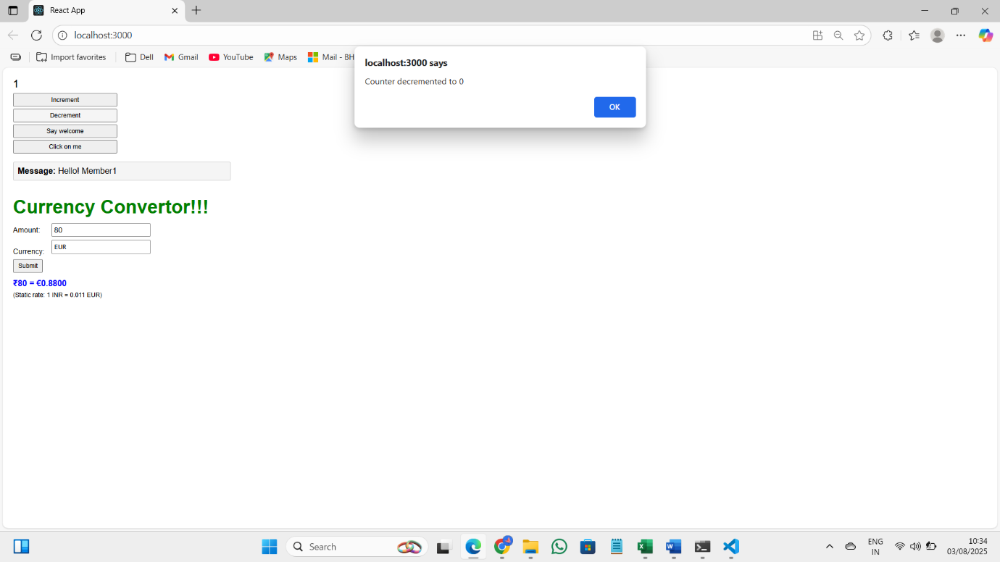 React App
localhost:3000
Import favorites
Dell
Gmail
YouTube
Maps
Mail - BH
localhost:3000 says
Counter decremented to 0
OK
1
Increment
Decrement
Say welcome
Click on me
Message: Hello! Member1
Currency Convertor!!!
Amount: 80
Currency: EUR
Submit
₹80 = €0.8800
(Static rate: 1 INR = 0.011 EUR)
Search
4
ENG
IN
10:34
03/08/2025